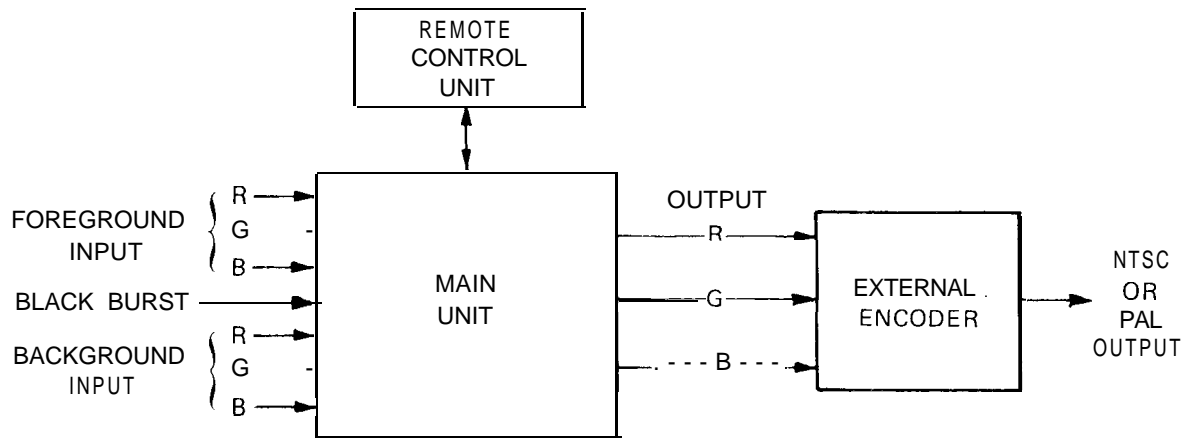 REMOTE
CONTROL
UNIT
FOREGROUND
INPUT
R
G
B
BLACK BURST
BACKGROUND
INPUT
R
G
B
MAIN
UNIT
OUTPUT
R
G
B
EXTERNAL
ENCODER
NTSC
OR
PAL
OUTPUT